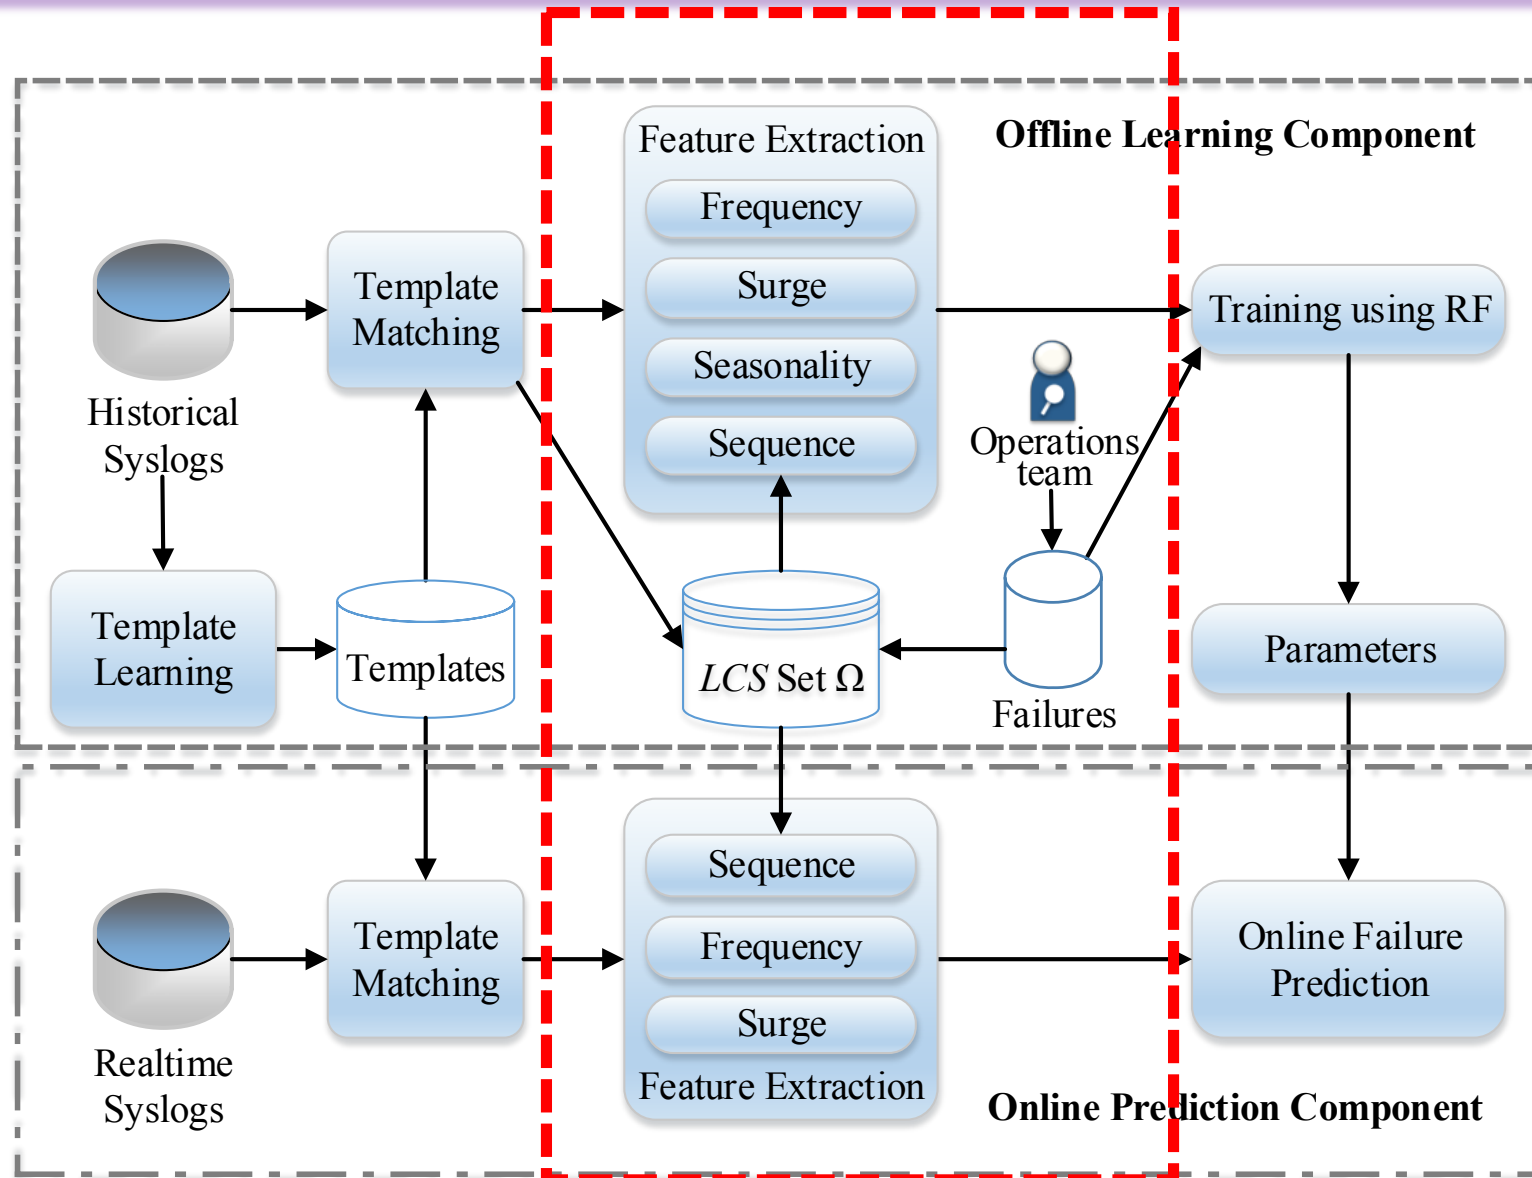 Offline Learning Component
Feature Extraction
Frequency
Surge
Seasonality
Sequence
Historical
Syslogs
Template
Matching
Training using RF
Operations
team
Template
Learning
Templates
LCS Set Ω
Failures
Parameters
Realtime
Syslogs
Template
Matching
Sequence
Frequency
Surge
Feature Extraction
Online Failure
Prediction
Online Prediction Component